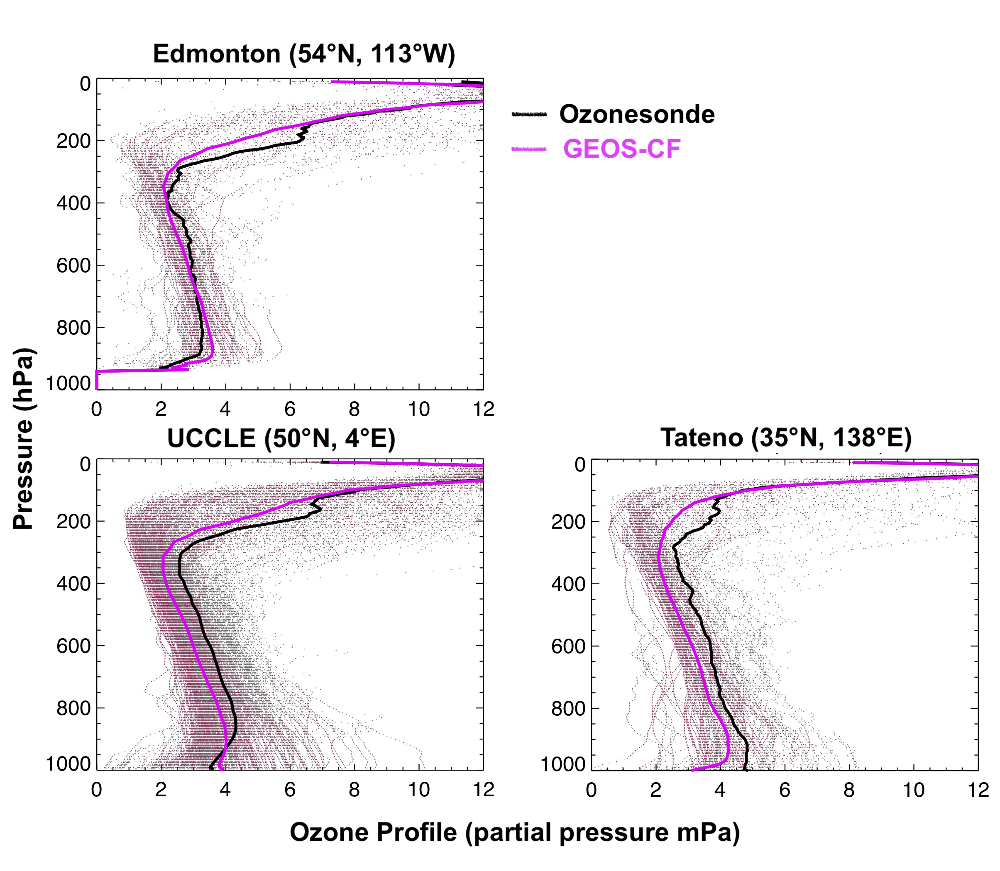 Edmonton (54°N, 113°W)
0
200
400
600
800
1000
0 2 4 6 8 10 12
Ozonesonde
GEOS-CF
Pressure (hPa)
UCCLE (50°N, 4°E)
0
200
400
600
800
1000
0 2 4 6 8 10 12
Tateno (35°N, 138°E)
0
200
400
600
800
1000
0 2 4 6 8 10 12
Ozone Profile (partial pressure mPa)